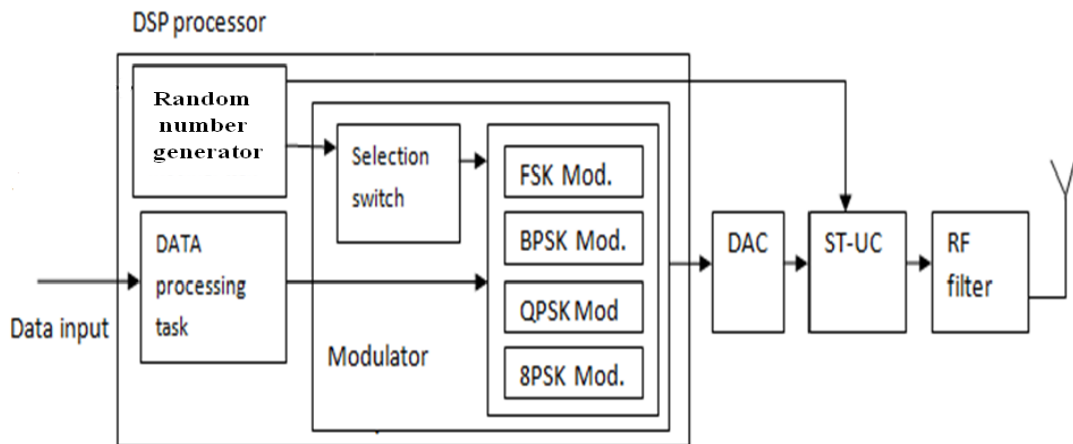 DSP processor
Random
number
generator
Selection
switch
FSK Mod.
BPSK Mod.
QPSK Mod
8PSK Mod.
DATA
processing
task
Data input
Modulator
DAC
ST-UC
RF
filter